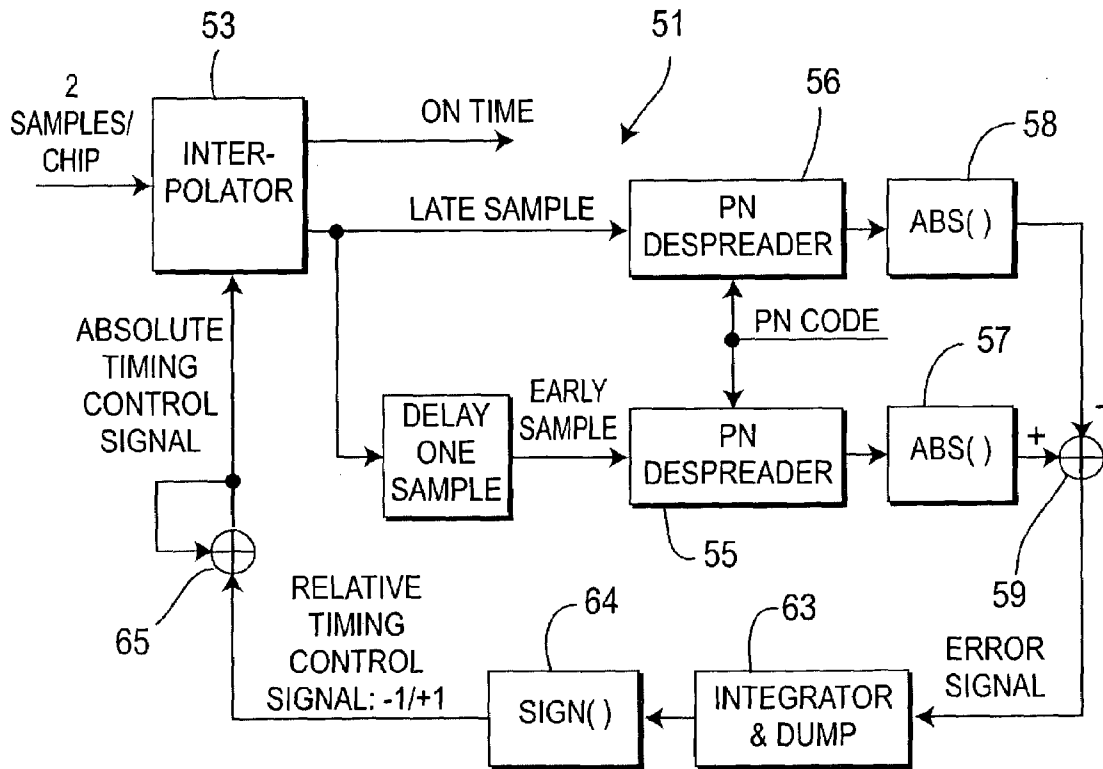 53
51
2
SAMPLES/
CHIP
INTER-
POLATOR
ON TIME
56
58
LATE SAMPLE
PN
DESPREADER
ABS( )
ABSOLUTE
TIMING
CONTROL
SIGNAL
PN CODE
57
DELAY
ONE
SAMPLE
EARLY
SAMPLE
PN
DESPREADER
ABS( )
+
-
55
59
65
RELATIVE
TIMING
CONTROL
SIGNAL: -1/+1
64
SIGN( )
63
INTEGRATOR
& DUMP
ERROR
SIGNAL